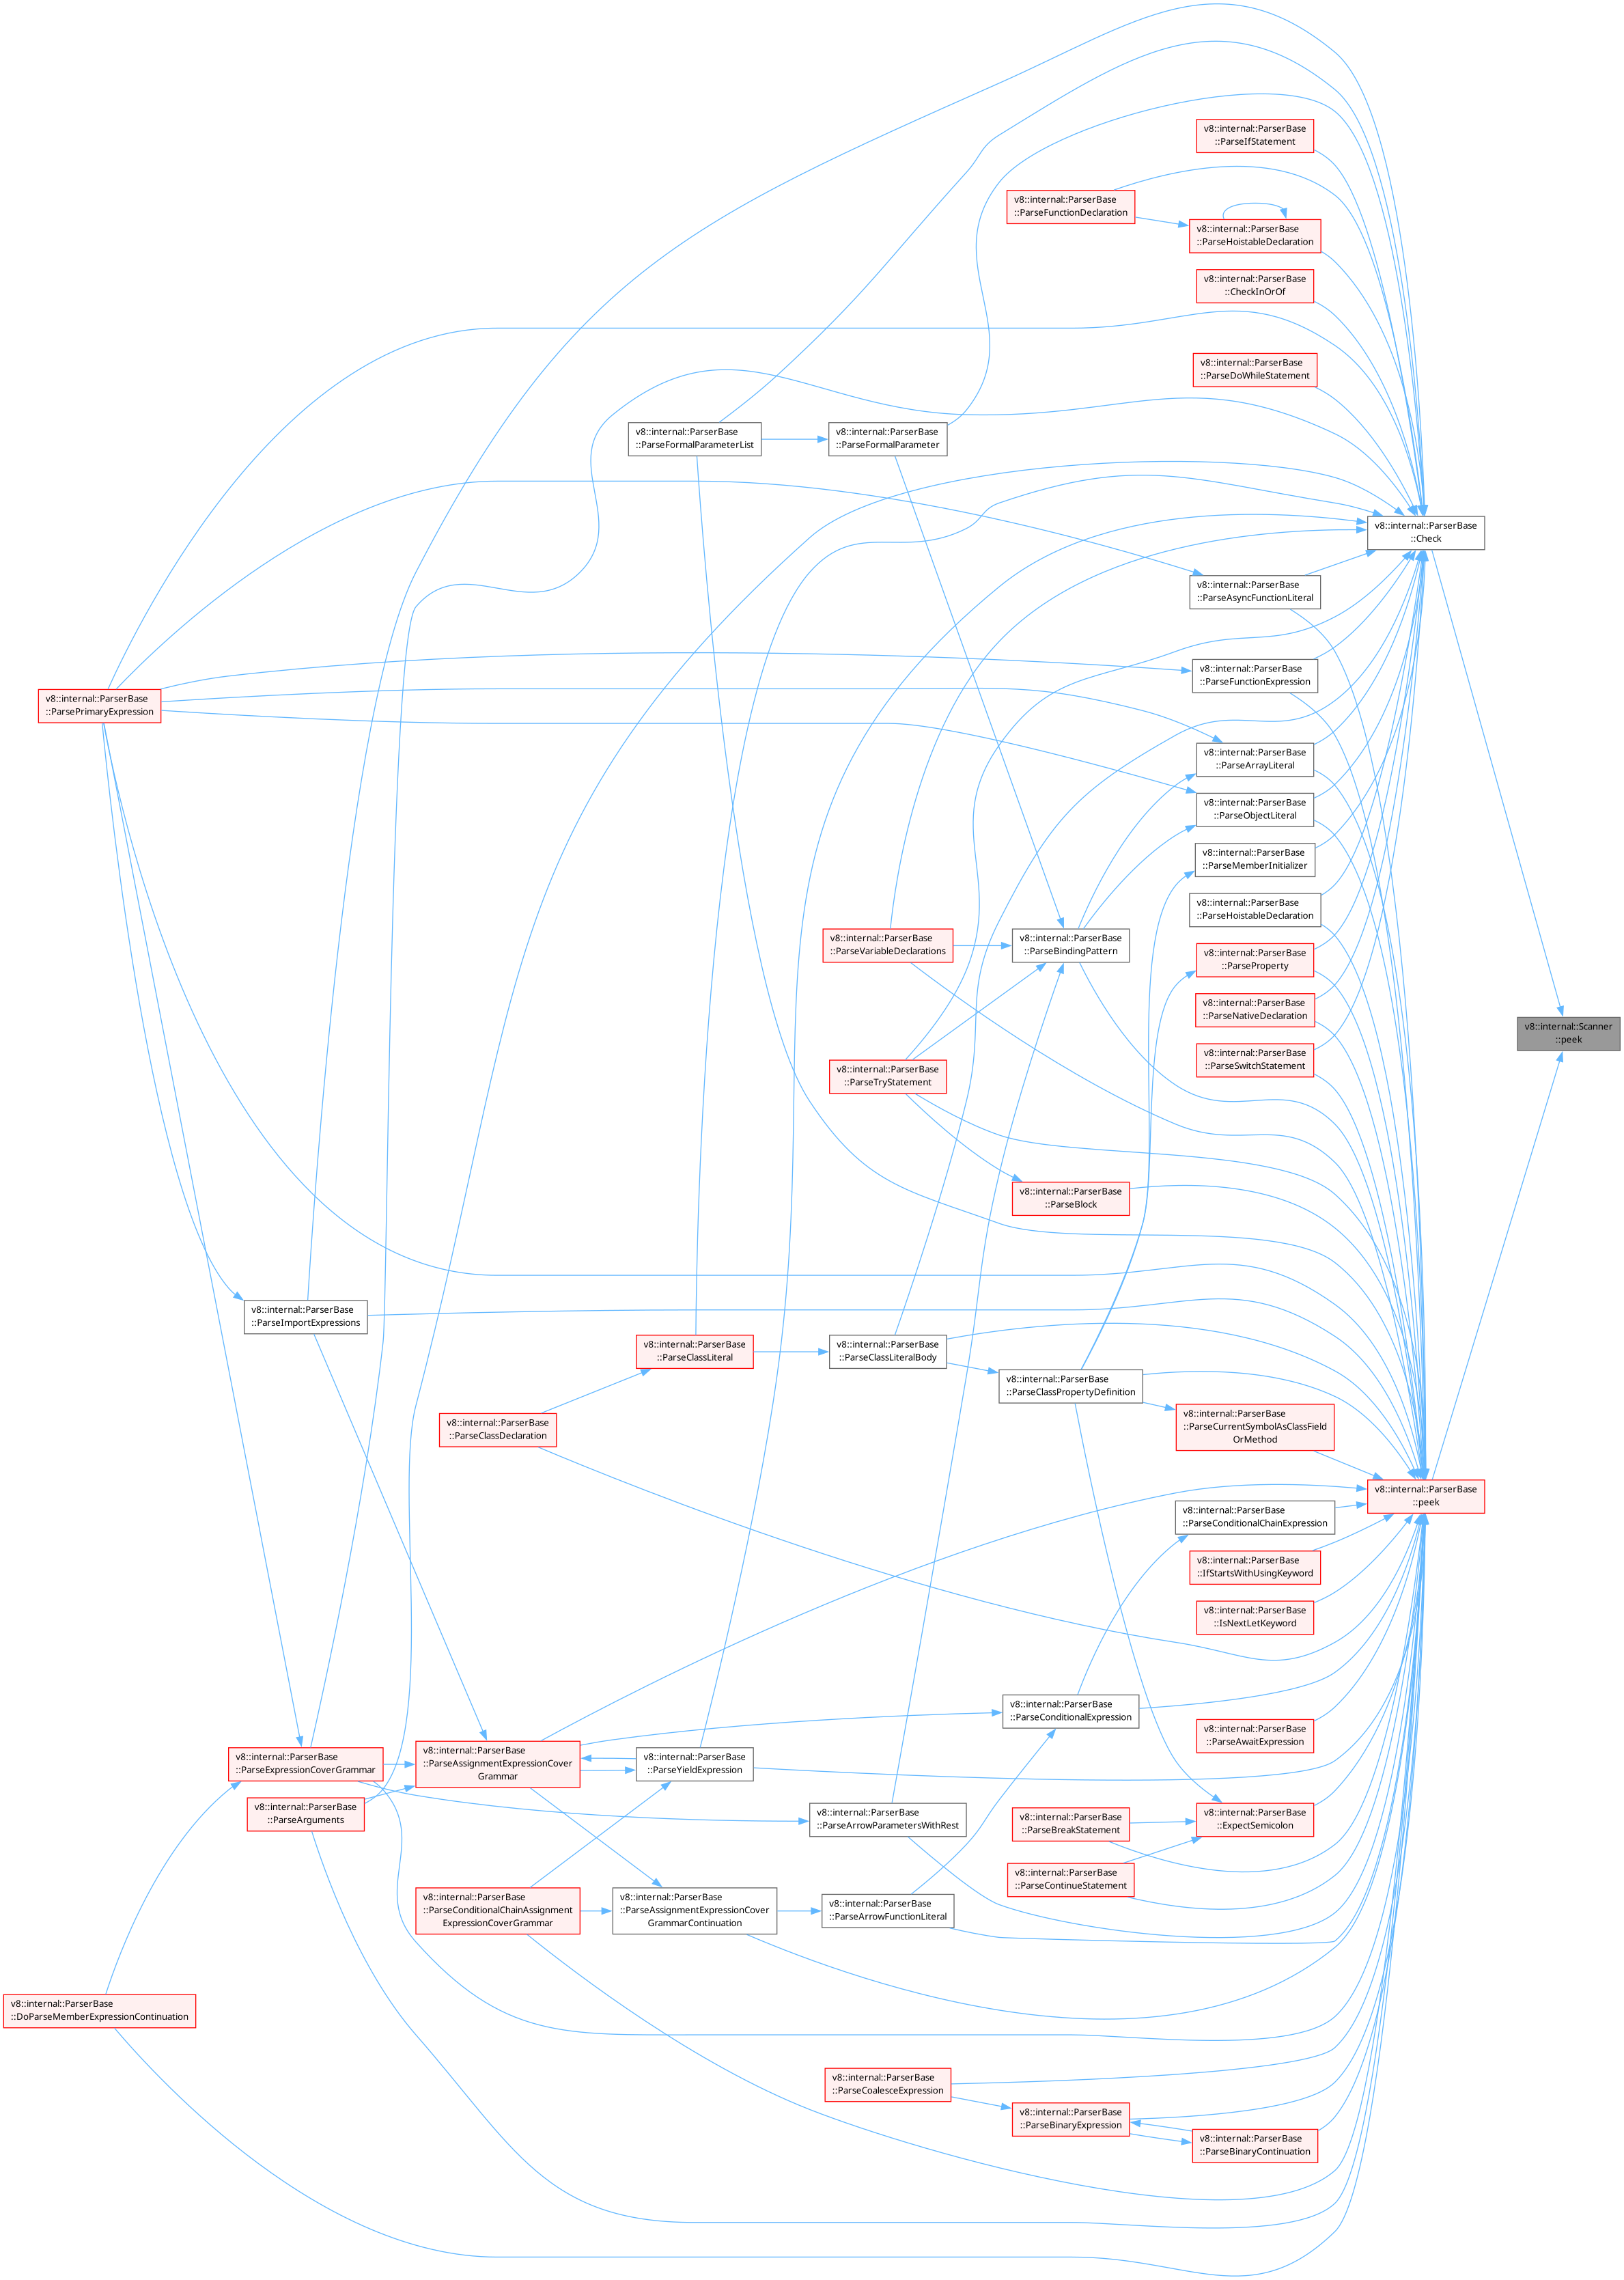 v8::internal::ParserBase
::ParseIfStatement
v8::internal::ParserBase
::ParseFunctionDeclaration
v8::internal::ParserBase
::ParseHoistableDeclaration
v8::internal::ParserBase
::CheckInOrOf
v8::internal::ParserBase
::ParseDoWhileStatement
v8::internal::ParserBase
::ParseFormalParameterList
v8::internal::ParserBase
::ParseFormalParameter
v8::internal::ParserBase
::Check
v8::internal::ParserBase
::ParseAsyncFunctionLiteral
v8::internal::ParserBase
::ParseFunctionExpression
v8::internal::ParserBase
::ParsePrimaryExpression
v8::internal::ParserBase
::ParseArrayLiteral
v8::internal::ParserBase
::ParseObjectLiteral
v8::internal::ParserBase
::ParseMemberInitializer
v8::internal::ParserBase
::ParseHoistableDeclaration
v8::internal::ParserBase
::ParseVariableDeclarations
v8::internal::ParserBase
::ParseBindingPattern
v8::internal::ParserBase
::ParseProperty
v8::internal::ParserBase
::ParseNativeDeclaration
v8::internal::Scanner
::peek
v8::internal::ParserBase
::ParseSwitchStatement
v8::internal::ParserBase
::ParseTryStatement
v8::internal::ParserBase
::ParseBlock
v8::internal::ParserBase
::ParseImportExpressions
v8::internal::ParserBase
::ParseClassLiteral
v8::internal::ParserBase
::ParseClassLiteralBody
v8::internal::ParserBase
::ParseClassPropertyDefinition
v8::internal::ParserBase
::ParseClassDeclaration
v8::internal::ParserBase
::ParseCurrentSymbolAsClassField
OrMethod
v8::internal::ParserBase
::peek
v8::internal::ParserBase
::ParseConditionalChainExpression
v8::internal::ParserBase
::IfStartsWithUsingKeyword
v8::internal::ParserBase
::IsNextLetKeyword
v8::internal::ParserBase
::ParseConditionalExpression
v8::internal::ParserBase
::ParseAwaitExpression
v8::internal::ParserBase
::ParseExpressionCover
Grammar
v8::internal::ParserBase
::ParseAssignmentExpressionCover
Grammar
v8::internal::ParserBase
::ParseYieldExpression
v8::internal::ParserBase
::ParseArguments
v8::internal::ParserBase
::ParseArrowParametersWithRest
v8::internal::ParserBase
::ParseBreakStatement
v8::internal::ParserBase
::ExpectSemicolon
v8::internal::ParserBase
::ParseContinueStatement
v8::internal::ParserBase
::ParseConditionalChainAssignment
ExpressionCoverGrammar
v8::internal::ParserBase
::ParseAssignmentExpressionCover
GrammarContinuation
v8::internal::ParserBase
::ParseArrowFunctionLiteral
v8::internal::ParserBase
::DoParseMemberExpressionContinuation
v8::internal::ParserBase
::ParseCoalesceExpression
v8::internal::ParserBase
::ParseBinaryExpression
v8::internal::ParserBase
::ParseBinaryContinuation